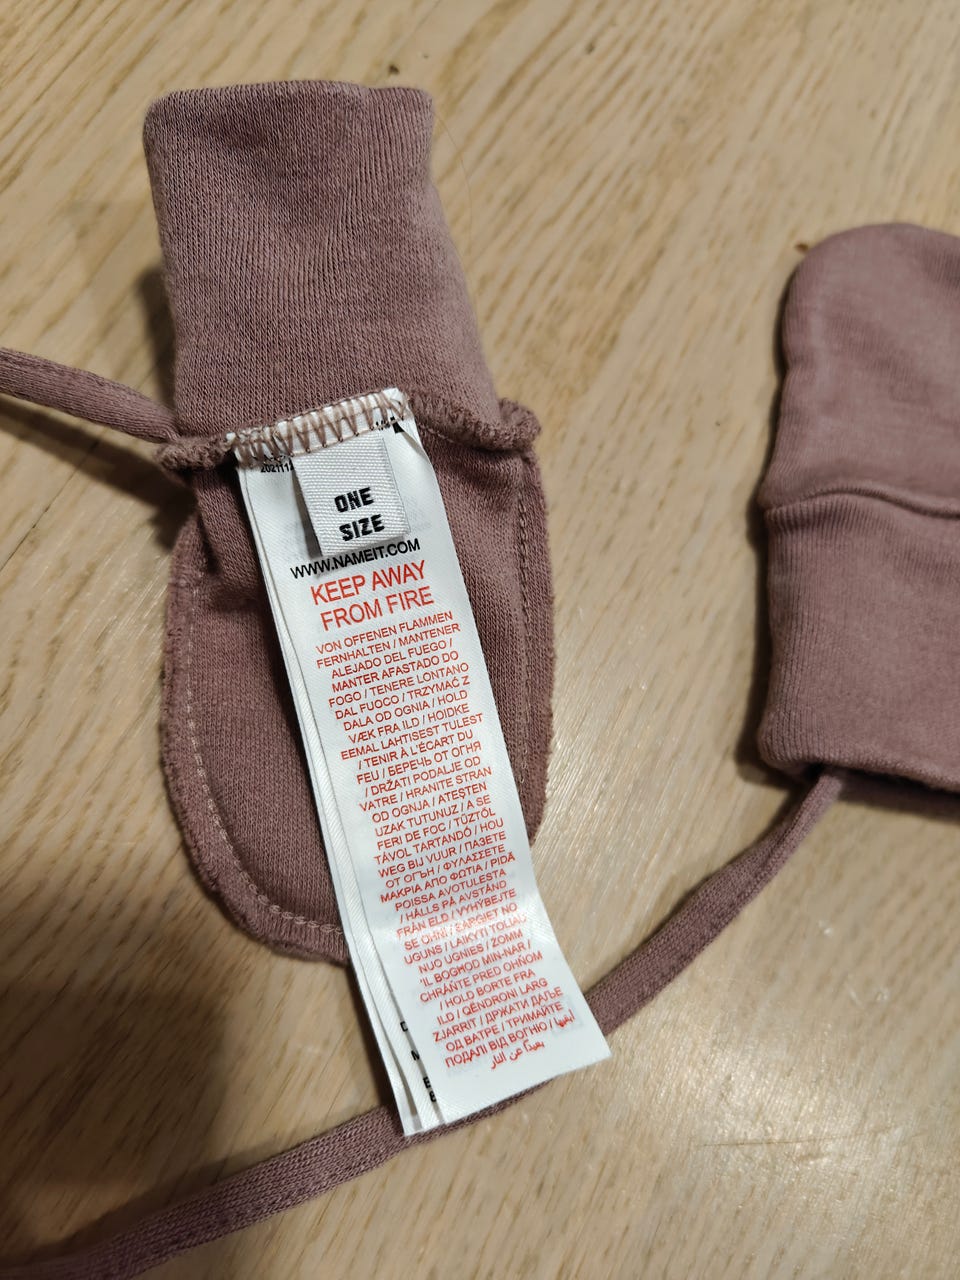 ONE
SIZE
WWW.NAMEIT.COM
KEEP AWAY
FROM FIRE
VON OFFENEN FLAMMEN
FERNHALTEN / MANTENER
ALEJADO DEL FUEGO /
MANTER AFASTADO DO
FOGO / TENERE LONTANO
DAL FUOCO / TRZYMAĆ Z
DALA OD OGNIA / HOLD
VÆK FRA ILD / HOIDKE
EEMAL LAHTISEST TULEST
/ TENIR À L'ÉCART DU
FEU / БЕРЕЧЬ ОТ ОГНЯ
/ DRŽATI PODALJE OD
VATRE / HRANITE STRAN
OD OGNJA / ATEŞTEN
UZAK TUTUNUZ / A SE
FERI DE FOC / TŰZTŐL
TÁVOL TARTANDÓ / HOU
WEG BIJ VUUR / ПАЗЕТЕ
ОТ ОГЪН / ΦΥΛΑΣΣΕΤΕ
ΜΑΚΡΙΑ ΑΠΟ ΦΩΤΙΑ / PIDÄ
POISSA AVOTULESTA
/ HÅLLS PÅ AVSTÅND
FRÅN ELD / VYHÝBEJTE
SE OHNI / SARGIET NO
UGUNS / LAIKYTI TOLIAU
NUO UGNIES / ŻOMM
'IL BOGĦOD MIN-NAR /
CHRÁŇTE PRED OHŇOM
/ HOLD BORTE FRA
ILD / QËNDRONI LARG
ZJARRIT / ДРЖАТИ ДАЉЕ
ОД ВАТРЕ / ТРИМАЙТЕ
ПОДАЛІ ВІД ВОГНЮ / ابقيها
بعيدًا عن النار